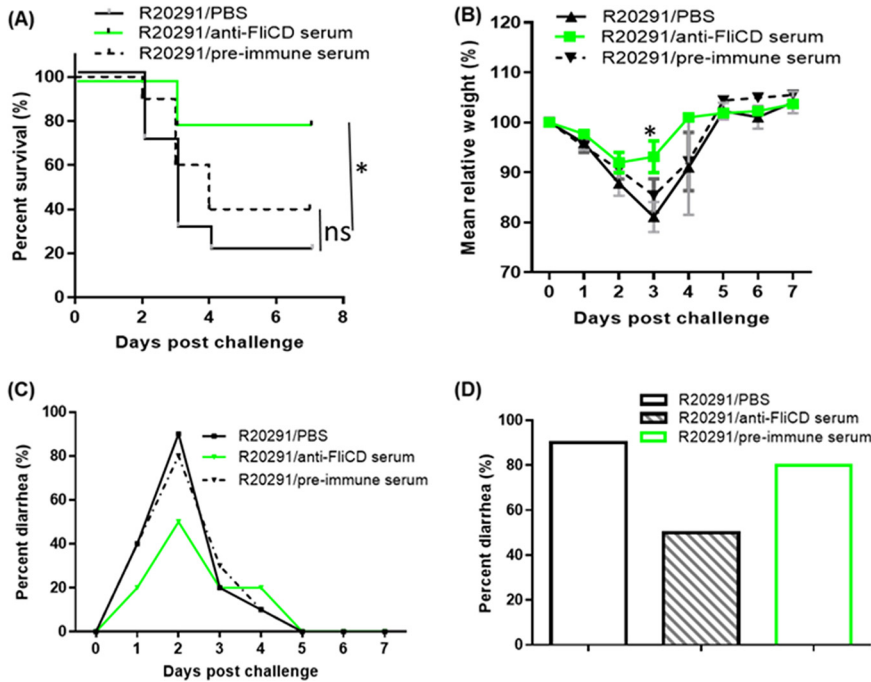 (A)
R20291/PBS
R20291/anti-FliCD serum
R20291/pre-immune serum
Percent survival (%)
100
80
60
40
20
0
*
ns
0 2 4 6 8
Days post challenge
(B)
R20291/PBS
R20291/anti-FliCD serum
R20291/pre-immune serum
Mean relative weight (%)
120
110
100
90
80
70
*
0 1 2 3 4 5 6 7
Days post challenge
(C)
R20291/PBS
R20291/anti-FliCD serum
R20291/pre-immune serum
Percent diarrhea (%)
100
80
60
40
20
0
0 1 2 3 4 5 6 7
Days post challenge
(D)
R20291/PBS
R20291/anti-FliCD serum
R20291/pre-immune serum
Percent diarrhea (%)
100
80
60
40
20
0